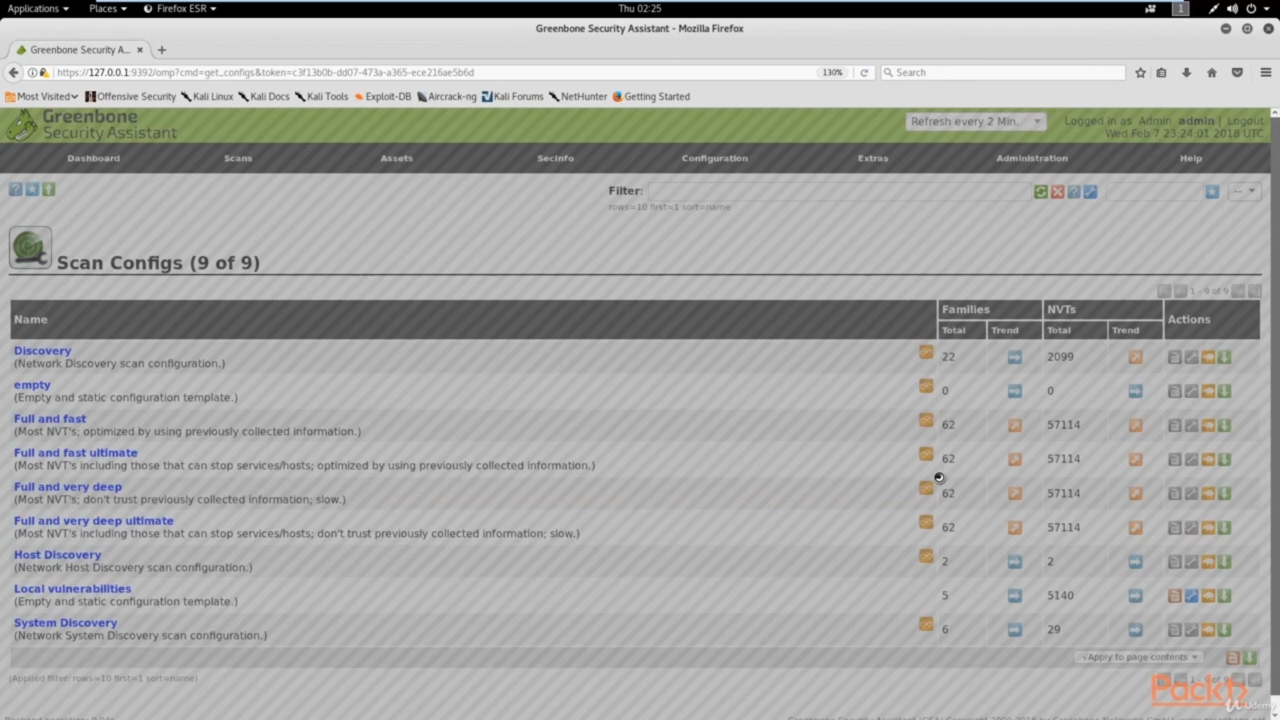 Applications Places Firefox ESR Thu 02:25 1
Greenbone Security Assistant - Mozilla Firefox
Greenbone Security A...
https://127.0.0.1:9392/omp?cmd=get_configs&token=c3f13b0b-dd07-473a-a365-ece216ae5b6d 130% Search
Most Visited Offensive Security Kali Linux Kali Docs Kali Tools Exploit-DB Aircrack-ng Kali Forums NetHunter Getting Started
Greenbone
Security Assistant
Refresh every 2 Min. Logged in as Admin admin | Logout
Wed Feb 7 23:24:01 2018 UTC
Dashboard Scans Assets SecInfo Configuration Extras Administration Help
Filter: --
rows=10 first=1 sort=name
Scan Configs (9 of 9)
1 - 9 of 9
Name Families NVTs Actions
Total Trend Total Trend
Discovery 22 2099
(Network Discovery scan configuration.)
empty 0 0
(Empty and static configuration template.)
Full and fast 62 57114
(Most NVT's; optimized by using previously collected information.)
Full and fast ultimate 62 57114
(Most NVT's including those that can stop services/hosts; optimized by using previously collected information.)
Full and very deep 62 57114
(Most NVT's; don't trust previously collected information; slow.)
Full and very deep ultimate 62 57114
(Most NVT's including those that can stop services/hosts; don't trust previously collected information; slow.)
Host Discovery 2 2
(Network Host Discovery scan configuration.)
Local vulnerabilities 5 5140
(Empty and static configuration template.)
System Discovery 6 29
(Network System Discovery scan configuration.)
√Apply to page contents
(Applied filter: rows=10 first=1 sort=name)
Packt
Udemy